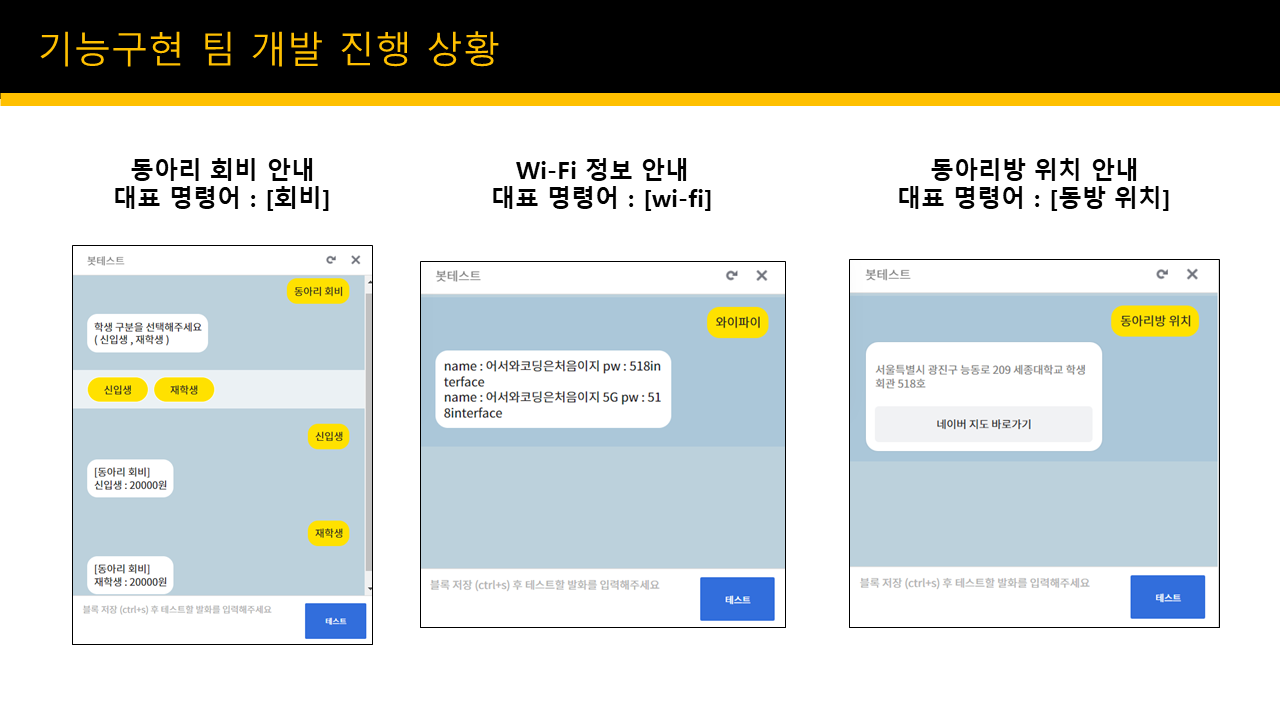 기능구현 팀 개발 진행 상황
동아리 회비 안내
대표 명령어 : [회비]
봇테스트
동아리 회비
학생 구분을 선택해주세요
( 신입생 , 재학생 )
신입생
재학생
신입생
[동아리 회비]
신입생 : 20000원
재학생
[동아리 회비]
재학생 : 20000원
블록 저장 (ctrl+s) 후 테스트할 발화를 입력해주세요
테스트
Wi-Fi 정보 안내
대표 명령어 : [wi-fi]
봇테스트
와이파이
name : 어서와코딩은처음이지 pw : 518in
terface
name : 어서와코딩은처음이지 5G pw : 51
8interface
블록 저장 (ctrl+s) 후 테스트할 발화를 입력해주세요
테스트
동아리방 위치 안내
대표 명령어 : [동방 위치]
봇테스트
동아리방 위치
서울특별시 광진구 능동로 209 세종대학교 학생
회관 518호
네이버 지도 바로가기
블록 저장 (ctrl+s) 후 테스트할 발화를 입력해주세요
테스트